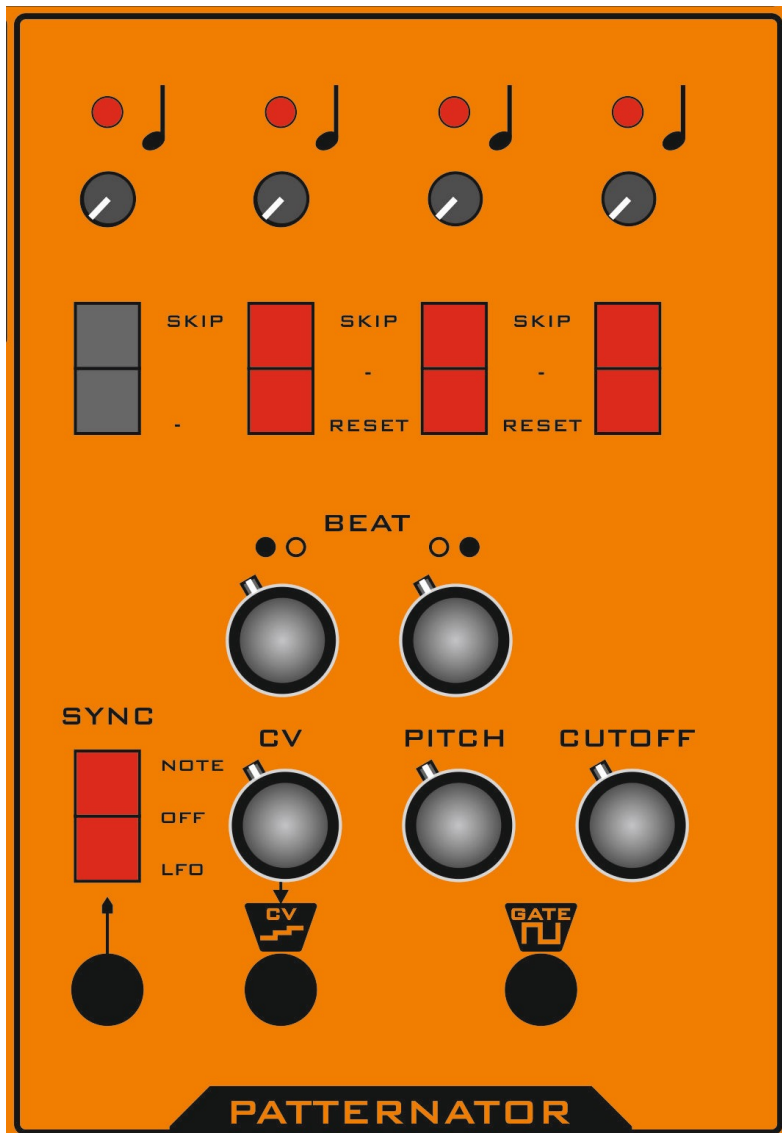 SKIP SKIP SKIP
- -
- RESET RESET
BEAT
SYNC
CV PITCH CUTOFF
NOTE
OFF
LFO
CV GATE
PATTERNATOR